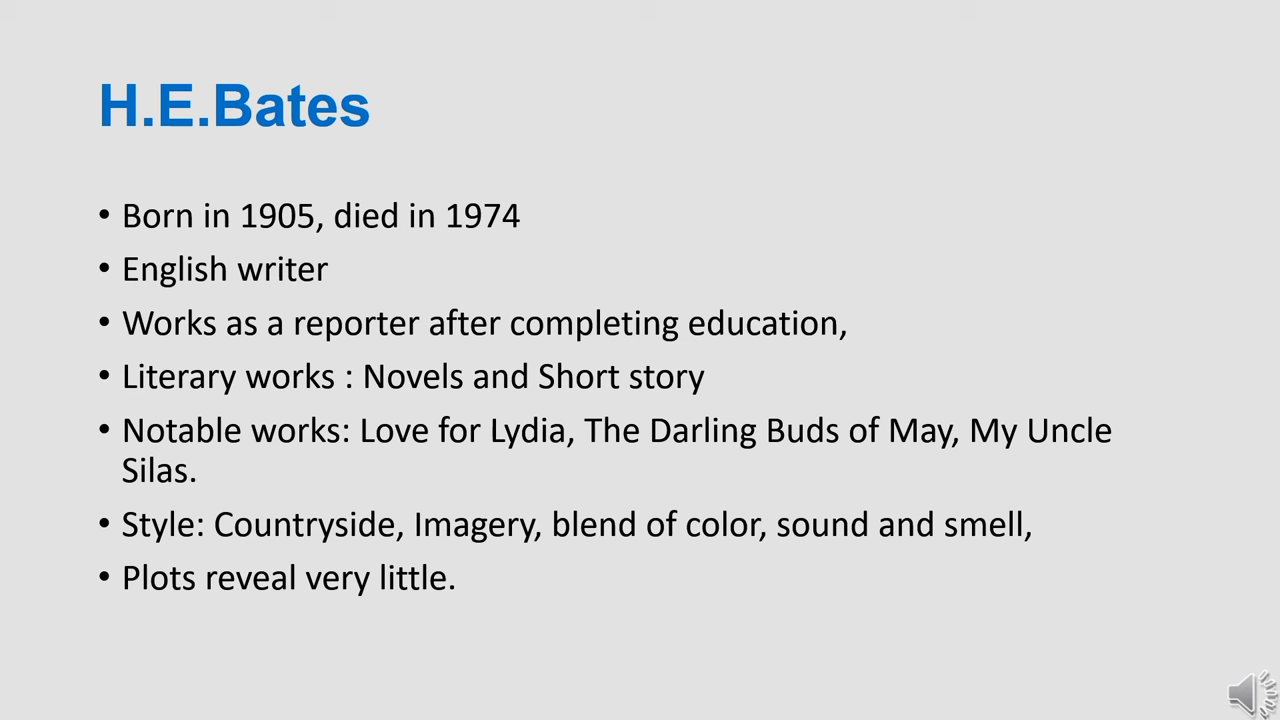 H.E.Bates
• Born in 1905, died in 1974
• English writer
• Works as a reporter after completing education,
• Literary works : Novels and Short story
• Notable works: Love for Lydia, The Darling Buds of May, My Uncle
Silas.
• Style: Countryside, Imagery, blend of color, sound and smell,
• Plots reveal very little.